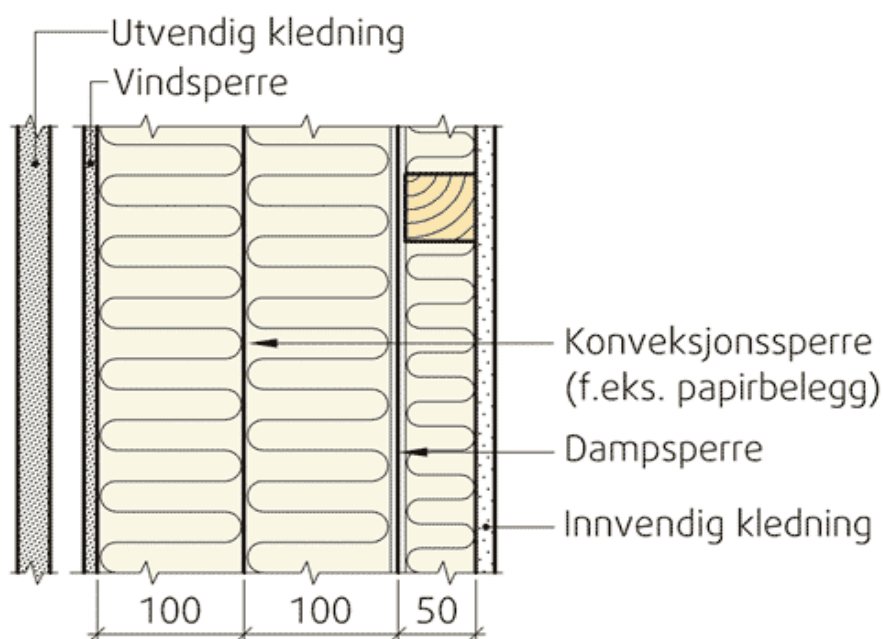 Utvendig kledning
Vindsperre
Konveksjonssperre
(f.eks. papirbelegg)
Dampsperre
Innvendig kledning
100 100 50